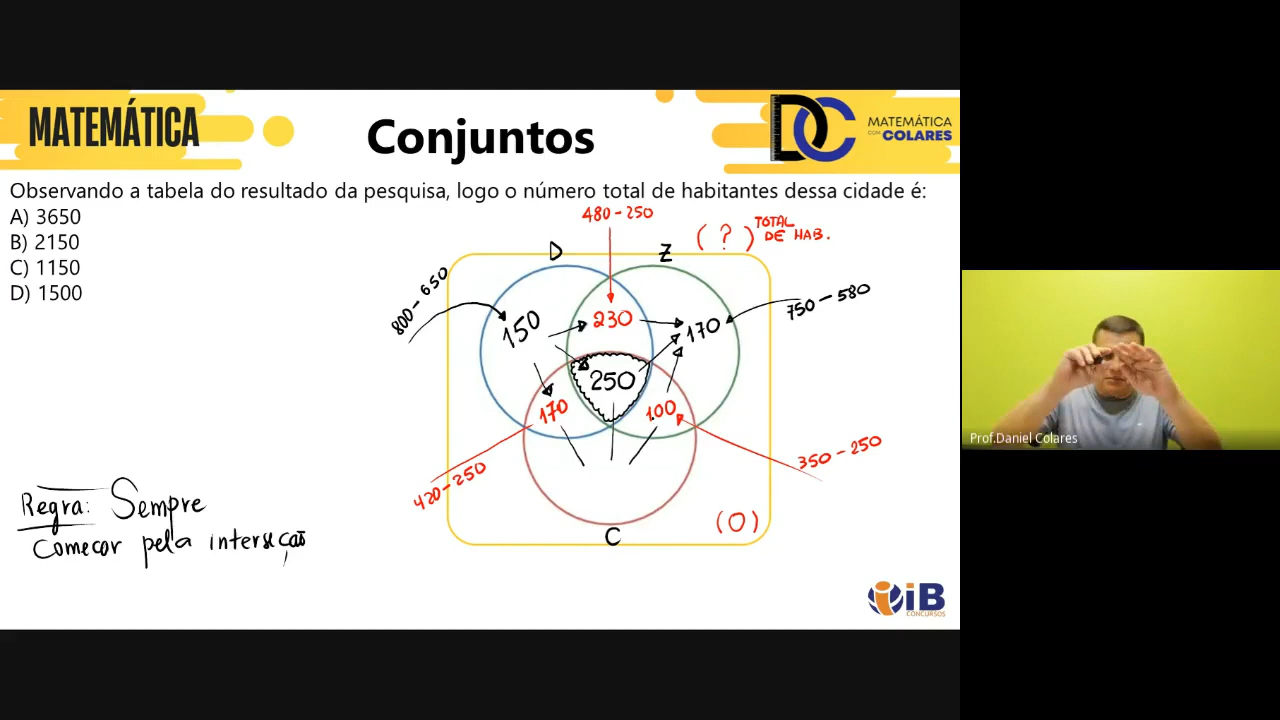 MATEMÁTICA
Conjuntos
DC
MATEMÁTICA
COM COLARES
Observando a tabela do resultado da pesquisa, logo o número total de habitantes dessa cidade é:
A) 3650
B) 2150
C) 1150
D) 1500
480-250
(?) TOTAL
DE HAB.
D
Z
800-650
750-580
150
230
170
250
170
100
420-250
350-250
C
(0)
Regra: Sempre
Começar pela interseção
Prof.Daniel Colares
iB
CONCURSOS